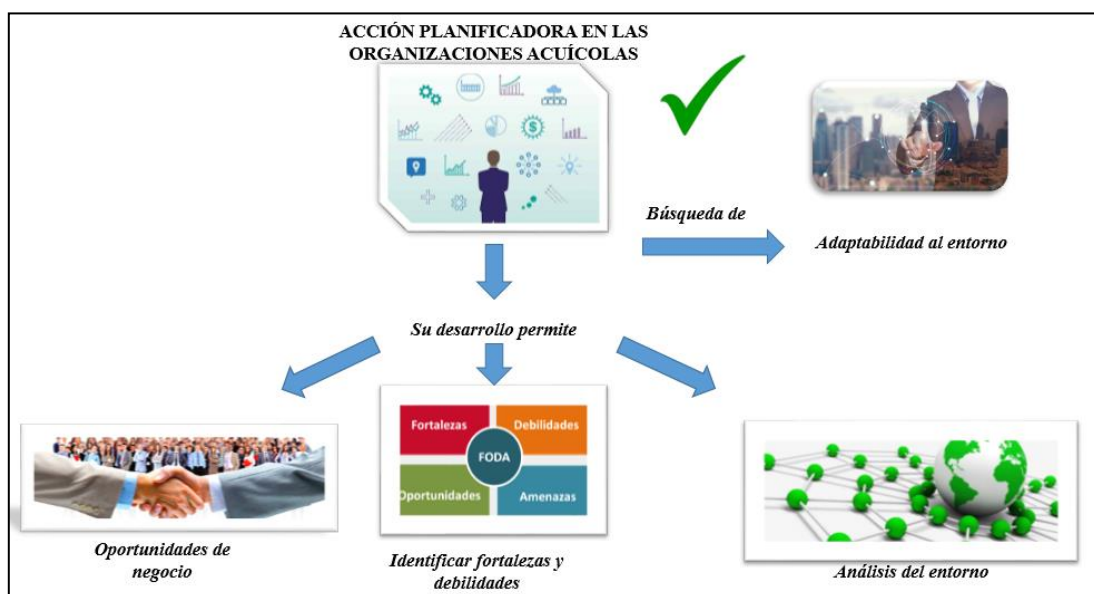 ACCIÓN PLANIFICADORA EN LAS
ORGANIZACIONES ACUÍCOLAS
Búsqueda de
Adaptabilidad al entorno
Su desarrollo permite
Fortalezas
Debilidades
FODA
Oportunidades
Amenazas
Oportunidades de
negocio
Identificar fortalezas y
debilidades
Análisis del entorno